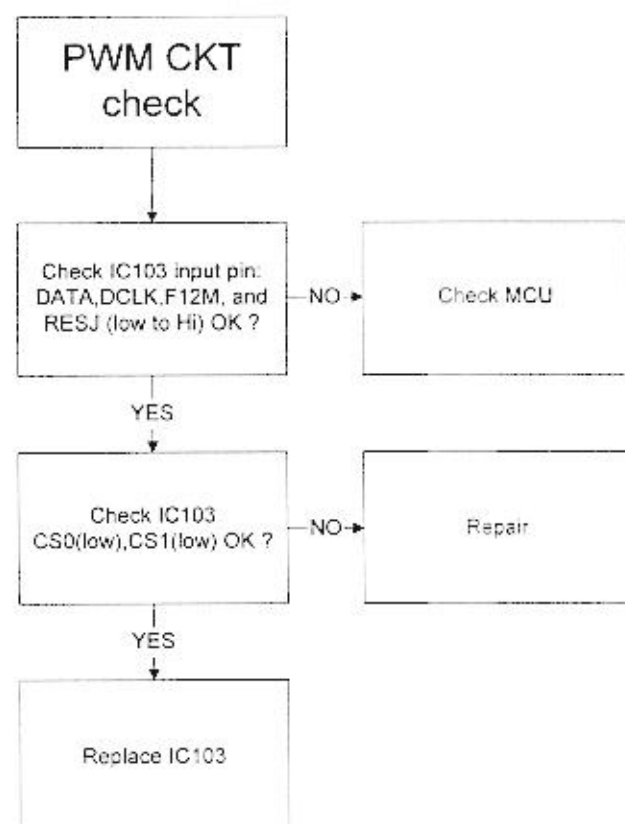 PWM CKT
check
Check IC103 input pin:
DATA,DCLK,F12M, and
RESJ (low to Hi) OK ?
NO
Check MCU
YES
Check IC103
CS0(low),CS1(low) OK ?
NO
Repair
YES
Replace IC103